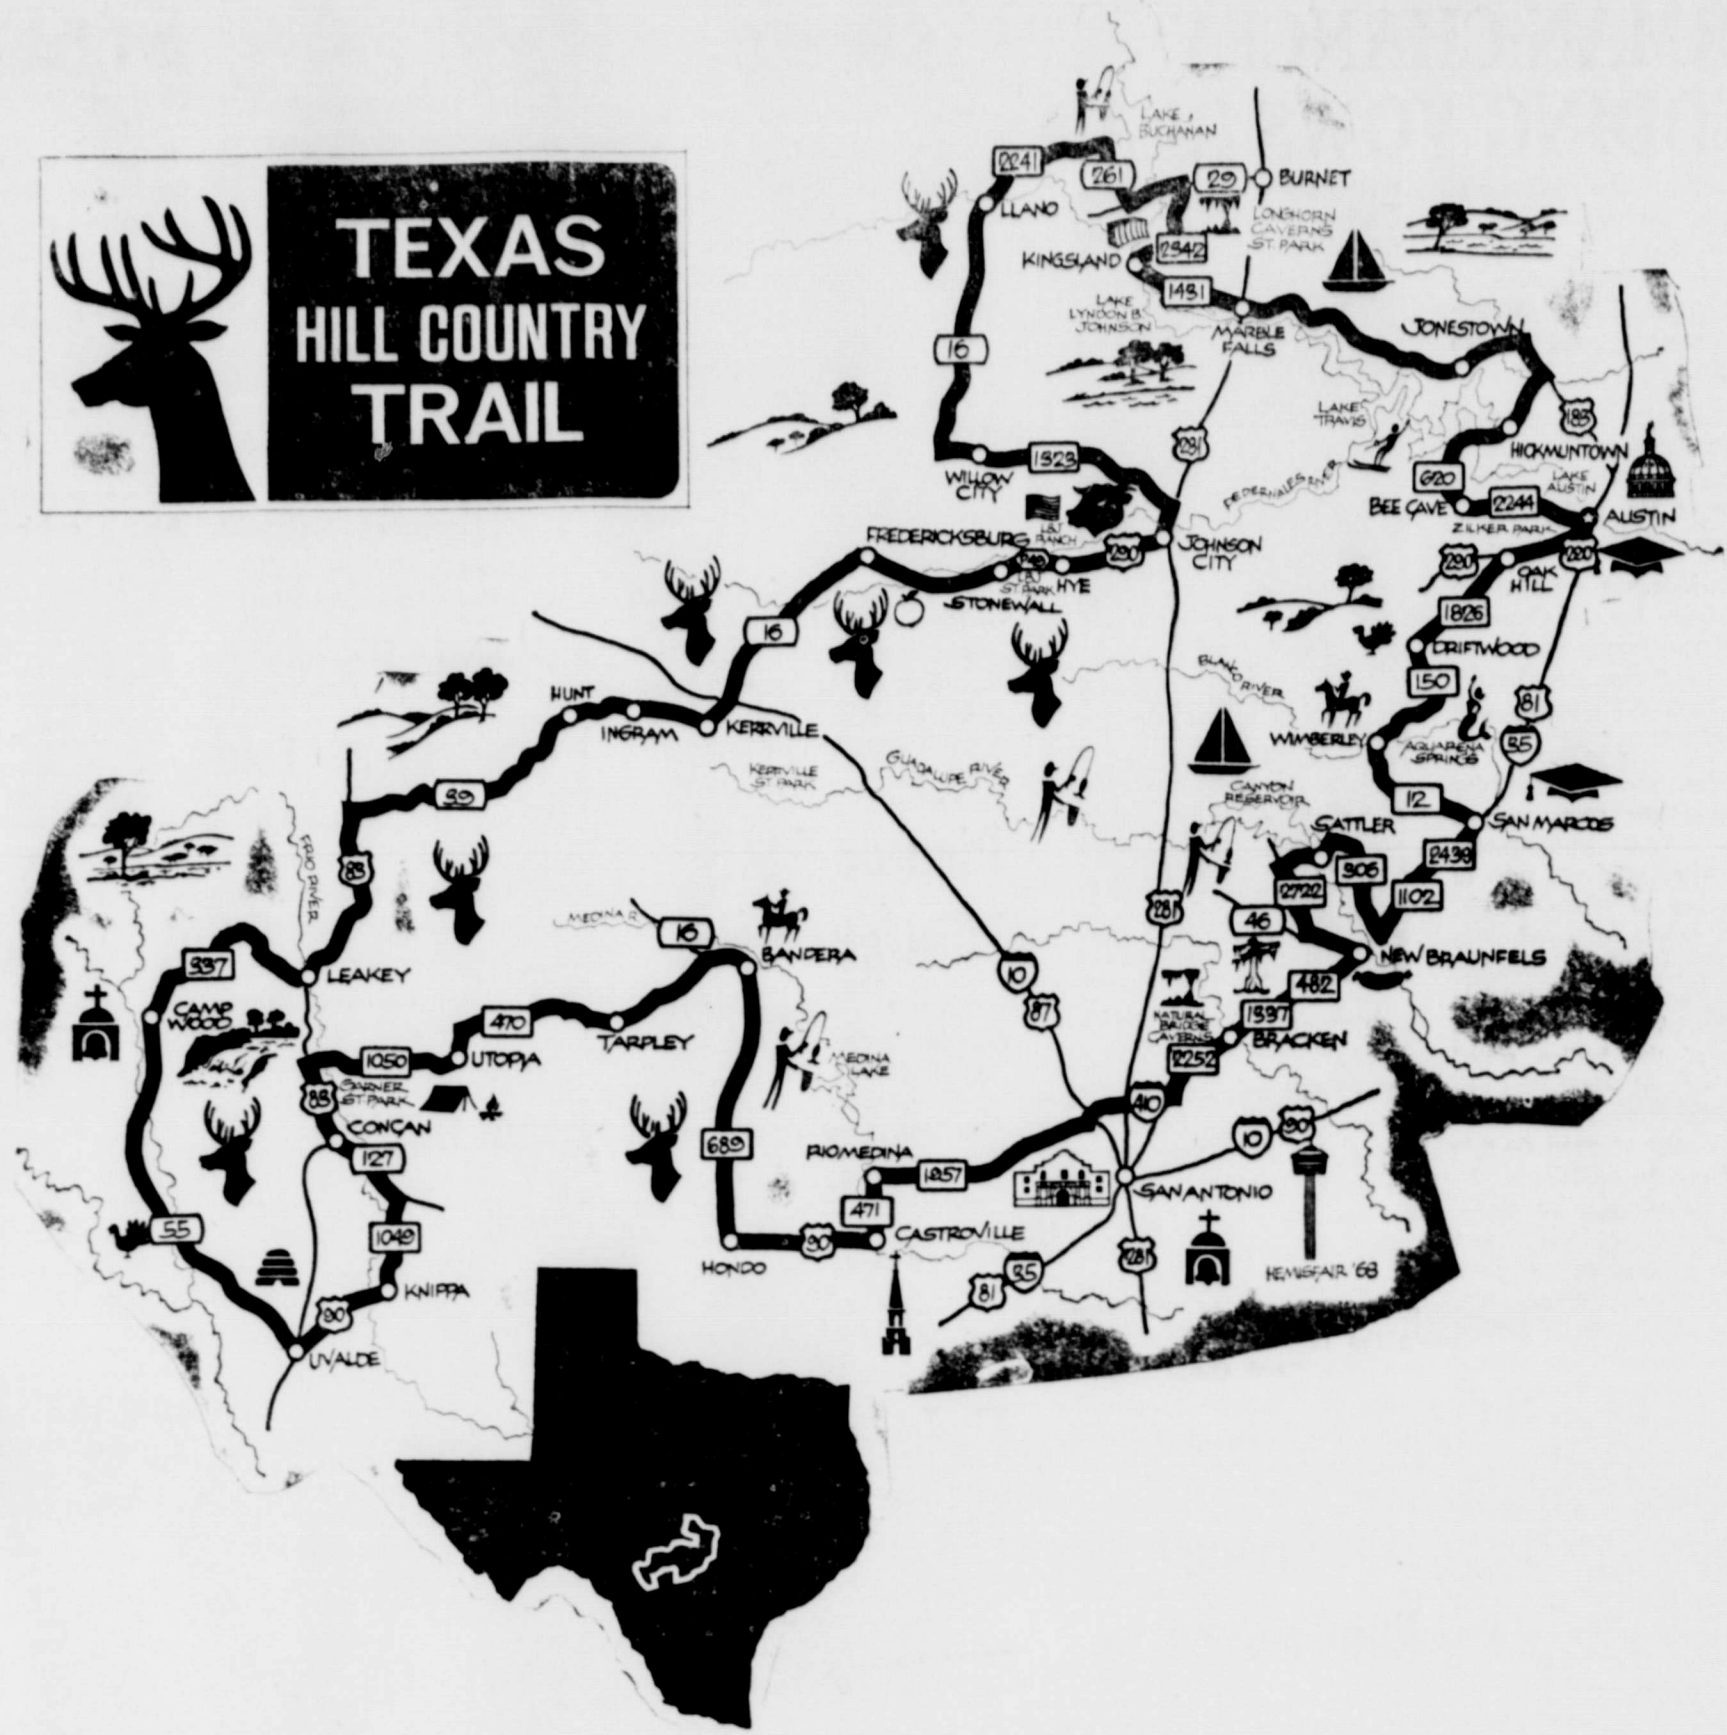 TEXAS
HILL COUNTRY
TRAIL
LAKE
BUCHANAN
2241
261
29
BURNET
LLANO
LONGHORN
CAVERNS
ST. PARK
2342
KINGSLAND
1431
LAKE
LYNDON B.
JOHNSON
MARBLE
FALLS
JONESTOWN
16
LAKE
TRAVIS
183
HICKMUNTOWN
281
WILLOW
CITY
1323
PEDERNALES RIVER
620
LAKE
AUSTIN
BEE CAVE
2244
ZILKER PARK
AUSTIN
LBJ
RANCH
FREDERICKSBURG
290
JOHNSON
CITY
HYE
LBJ
ST. PARK
STONEWALL
290
290
OAK
HILL
16
1826
DRIFTWOOD
BLANCO RIVER
150
81
HUNT
INGRAM
KERRVILLE
WIMBERLEY
AQUARENA
SPRINGS
35
KERRVILLE
ST. PARK
GUADALUPE RIVER
CANYON
RESERVOIR
12
39
SATTLER
SAN MARCOS
83
FRIO RIVER
306
2439
2722
1102
281
46
MEDINA R.
16
BANDERA
337
LEAKEY
10
NEW BRAUNFELS
482
CAMP
WOOD
87
NATURAL
BRIDGE
CAVERNS
1337
BRACKEN
470
TARPLEY
1050
UTOPIA
MEDINA
LAKE
2252
83
GARNER
ST. PARK
410
CONCAN
127
689
10
90
RIOMEDINA
1957
SAN ANTONIO
471
55
1049
HONDO
90
CASTROVILLE
281
35
81
HEMISFAIR '68
KNIPPA
90
UVALDE